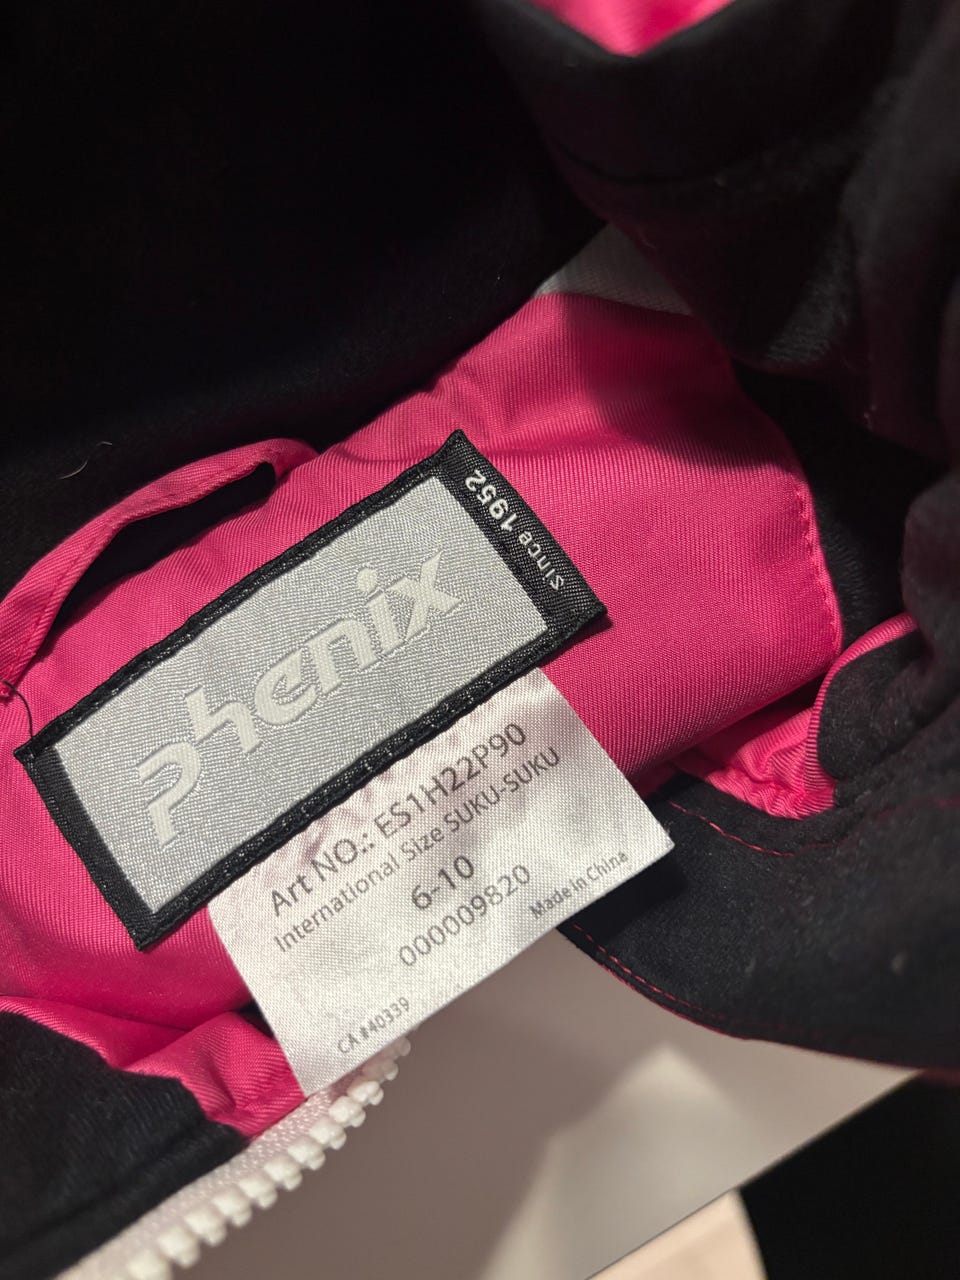 phenix
Since 1952
Art NO.: ES1H22P90
International Size SUKU-SUKU
6-10
000009820
Made in China
CA #40339